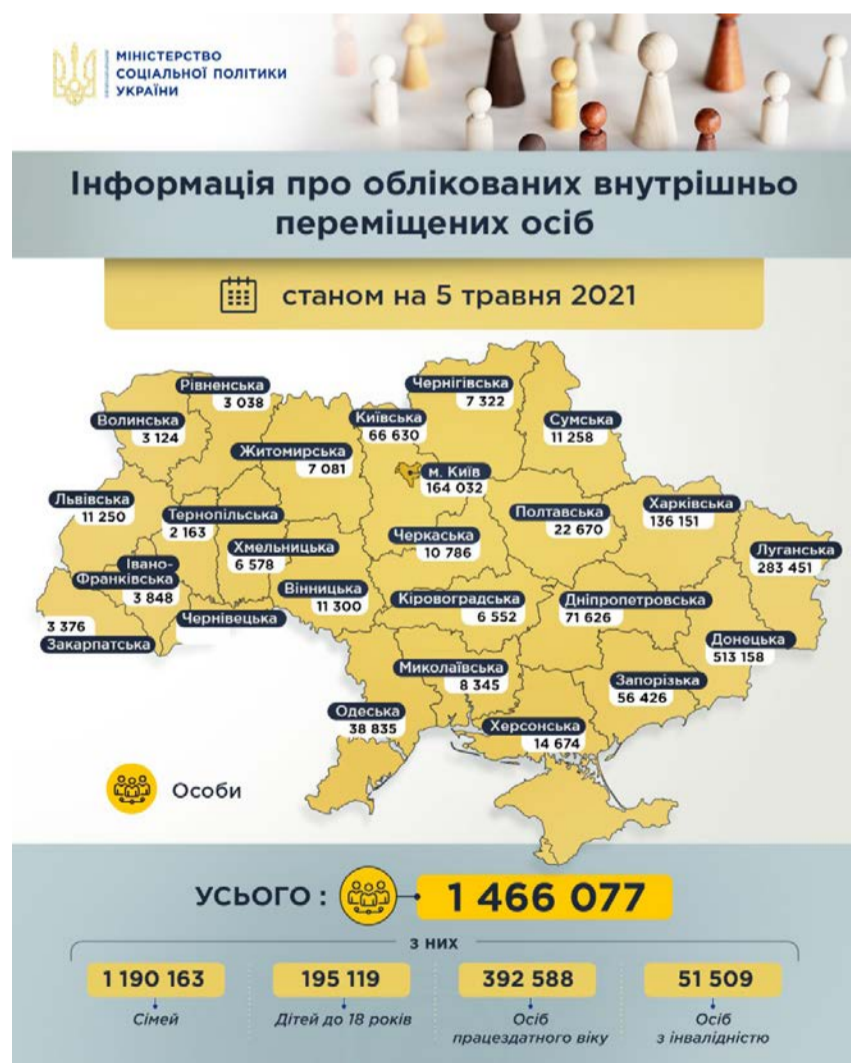 МІНІСТЕРСТВО
СОЦІАЛЬНОЇ ПОЛІТИКИ
УКРАЇНИ
Інформація про облікованих внутрішньо
переміщених осіб
станом на 5 травня 2021
Рівненська
3 038
Чернігівська
7 322
Волинська
3 124
Київська
66 630
Сумська
11 258
Житомирська
7 081
м. Київ
164 032
Львівська
11 250
Тернопільська
2 163
Полтавська
22 670
Харківська
136 151
Хмельницька
6 578
Черкаська
10 786
Луганська
283 451
Івано-
Франківська
3 848
Вінницька
11 300
Кіровоградська
6 552
Дніпропетровська
71 626
3 376
Закарпатська
Чернівецька
Донецька
513 158
Миколаївська
8 345
Запорізька
56 426
Одеська
38 835
Херсонська
14 674
Особи
УСЬОГО :
1 466 077
з них
1 190 163
Сімей
195 119
Дітей до 18 років
392 588
Осіб
працездатного віку
51 509
Осіб
з інвалідністю